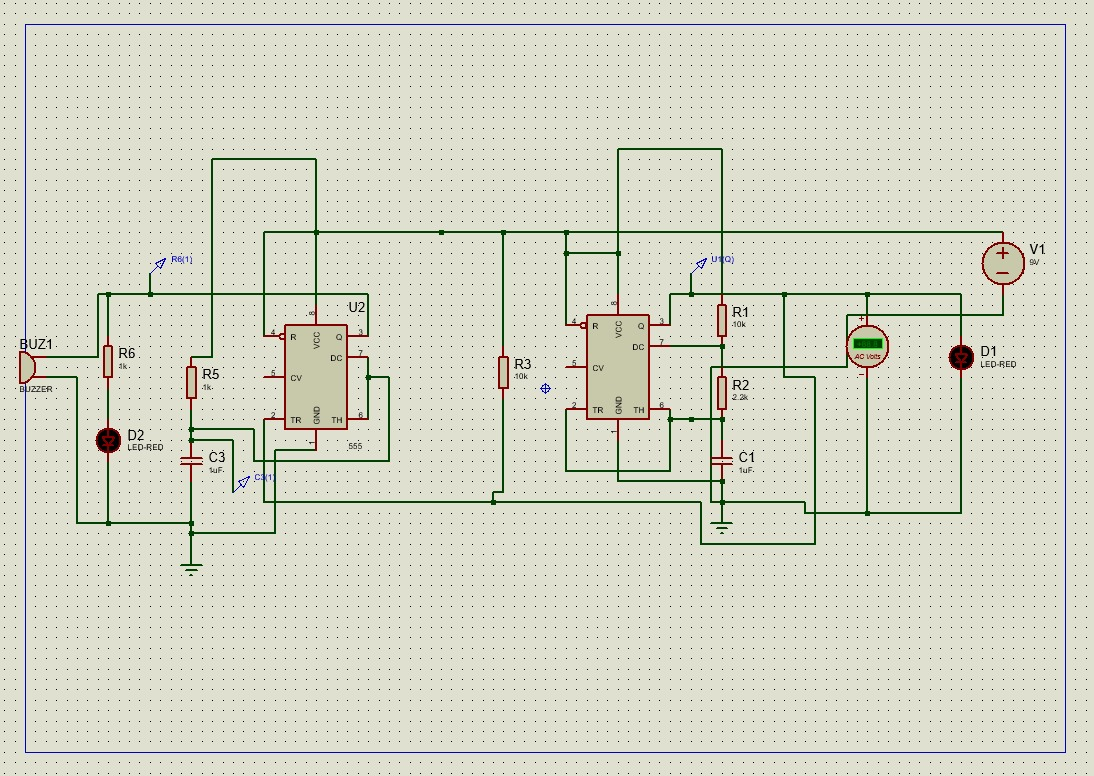 R6(1)
U1(Q)
V1
9V
U2
8
4
R
VCC
Q
3
DC
7
5
CV
2
TR
GND
TH
6
1
555
8
4
R
VCC
Q
3
DC
7
5
CV
2
TR
GND
TH
6
1
R1
10k
R2
2.2k
C1
1uF
R3
10k
+
AC Volts
D1
LED-RED
BUZ1
BUZZER
R6
1k
R5
1k
D2
LED-RED
C3
1uF
C3(1)